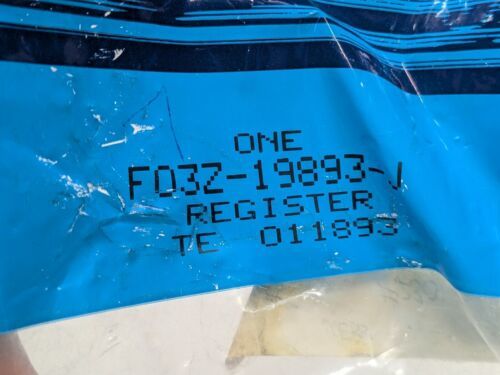 ONE
F03Z-19893-J
REGISTER
TE 011893